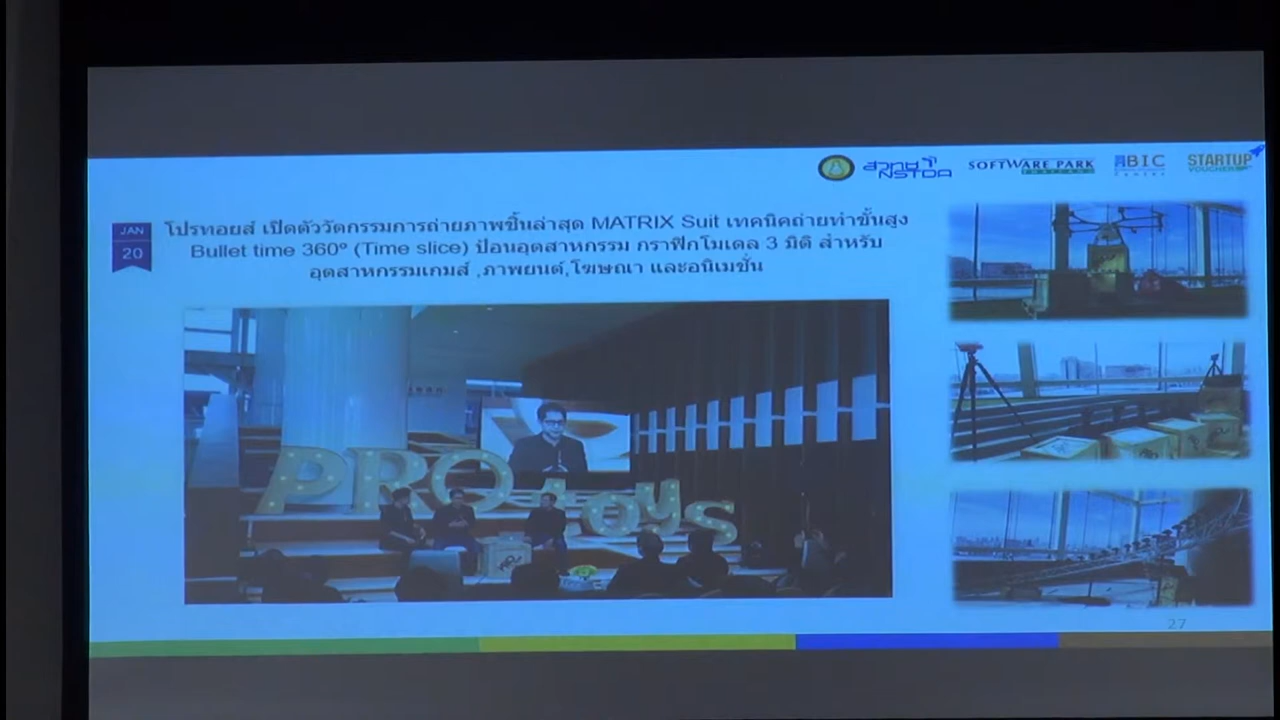 สวทช
NSTDA
SOFTWARE PARK
THAILAND
BIC
CENTER
STARTUP
VOUCHER
JAN
20
โปรทอยส์ เปิดตัววัตกรรมการถ่ายภาพชิ้นล่าสุด MATRIX Suit เทคนิคถ่ายทำขั้นสูง
Bullet time 360º (Time slice) ป้อนอุตสาหกรรม กราฟิกโมเดล 3 มิติ สำหรับ
อุตสาหกรรมเกมส์ ,ภาพยนต์,โฆษณา และอนิเมชั่น
PRO
toys
27